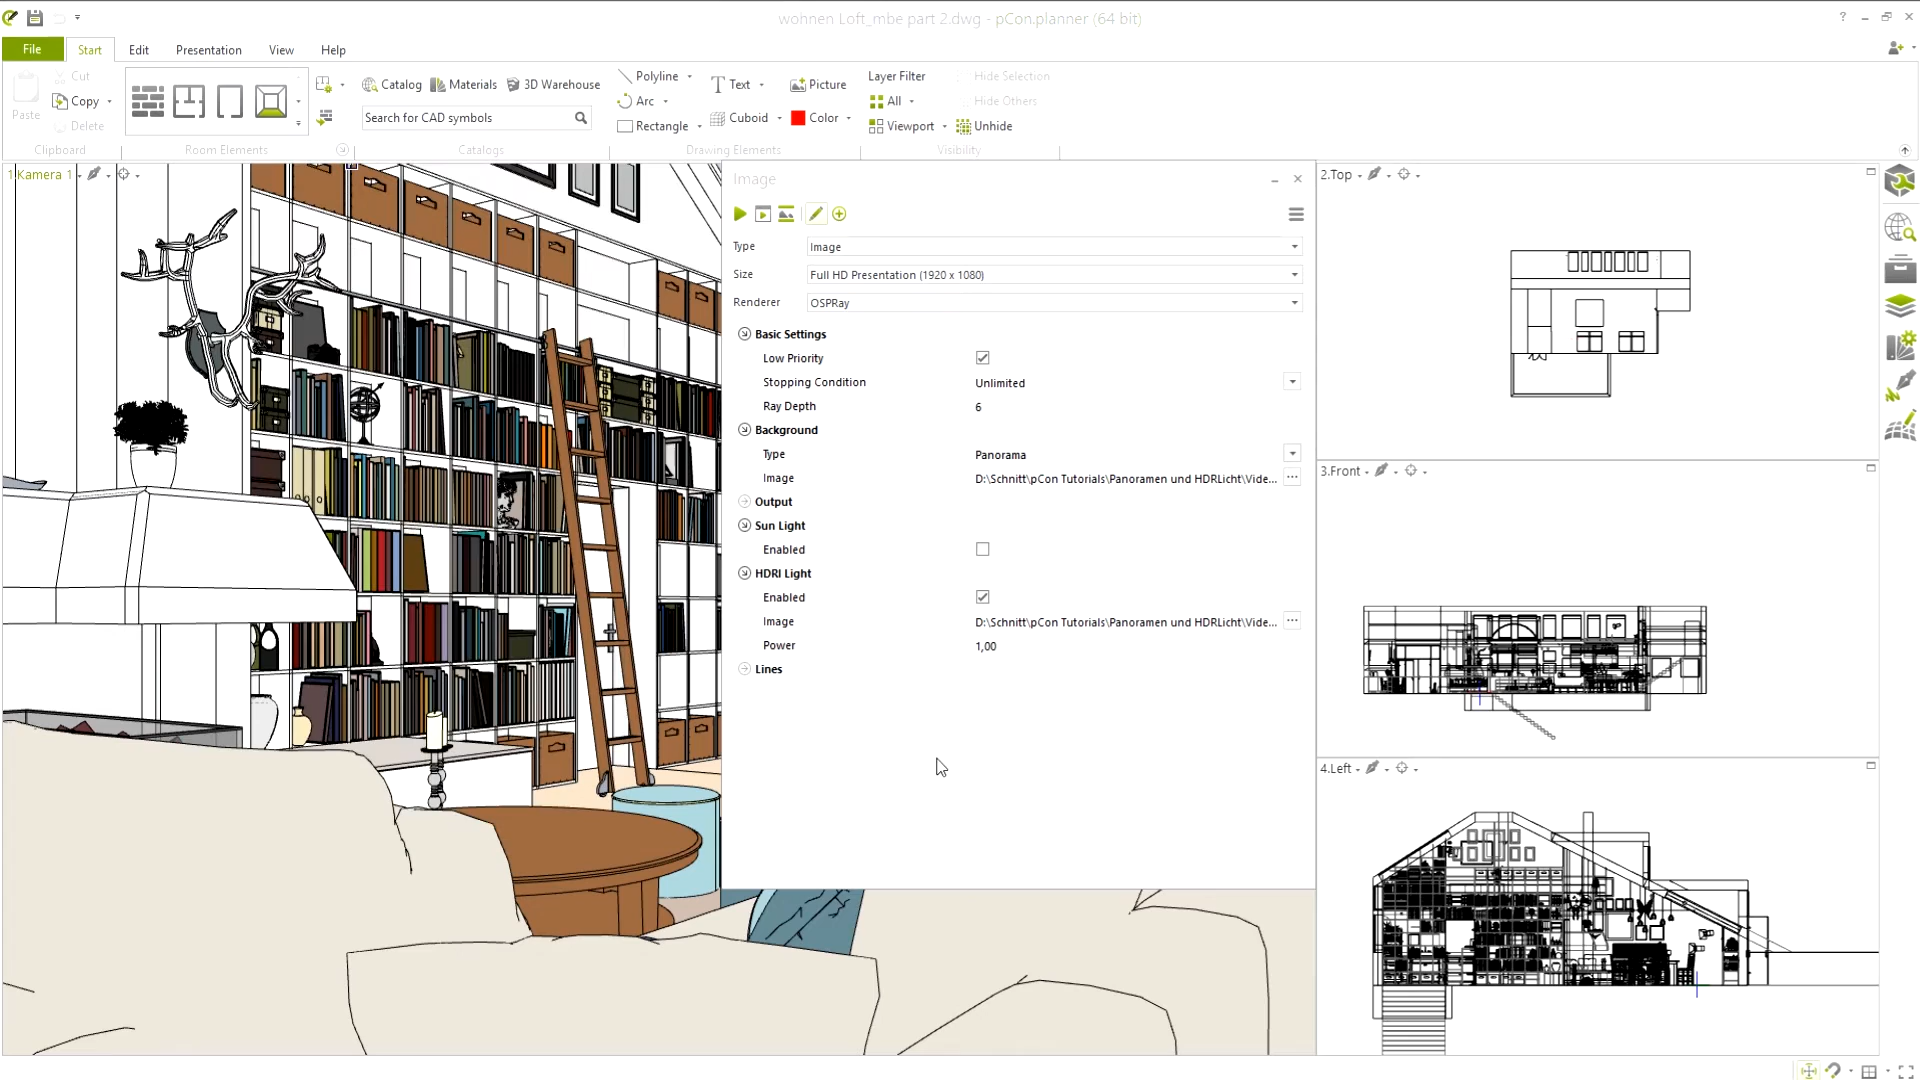 wohnen Loft_mbe part 2.dwg - pCon.planner (64 bit)
?
File Start Edit Presentation View Help
Paste
Cut
Copy
Delete
Clipboard
Room Elements
Catalog Materials 3D Warehouse
Search for CAD symbols
Catalogs
Polyline
Arc
Rectangle
Text
Cuboid
Picture
Color
Drawing Elements
Layer Filter
All
Viewport
Hide Selection
Hide Others
Unhide
Visibility
1.Kamera 1
Image
Type Image
Size Full HD Presentation (1920 x 1080)
Renderer OSPRay
Basic Settings
Low Priority
Stopping Condition Unlimited
Ray Depth 6
Background
Type Panorama
Image D:\Schnitt\pCon Tutorials\Panoramen und HDRLicht\Vide... ...
Output
Sun Light
Enabled
HDRI Light
Enabled
Image D:\Schnitt\pCon Tutorials\Panoramen und HDRLicht\Vide... ...
Power 1,00
Lines
2.Top
3.Front
4.Left